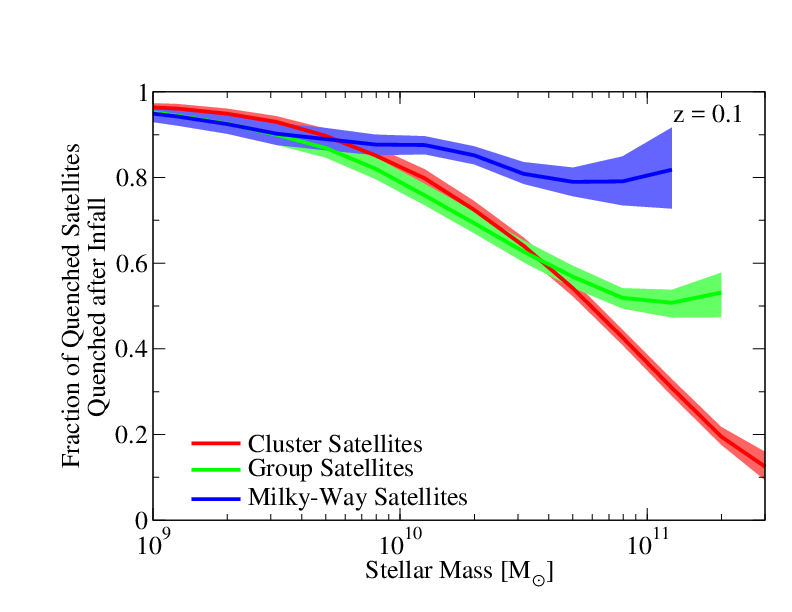 z = 0.1
Fraction of Quenched Satellites
Quenched after Infall
1
0.8
0.6
0.4
0.2
0
Cluster Satellites
Group Satellites
Milky-Way Satellites
10^9
10^10
10^11
Stellar Mass [M_⊙]